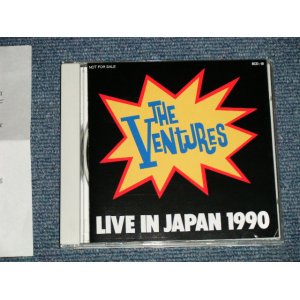 NOT FOR SALE
THE
VENTURES
LIVE IN JAPAN 1990